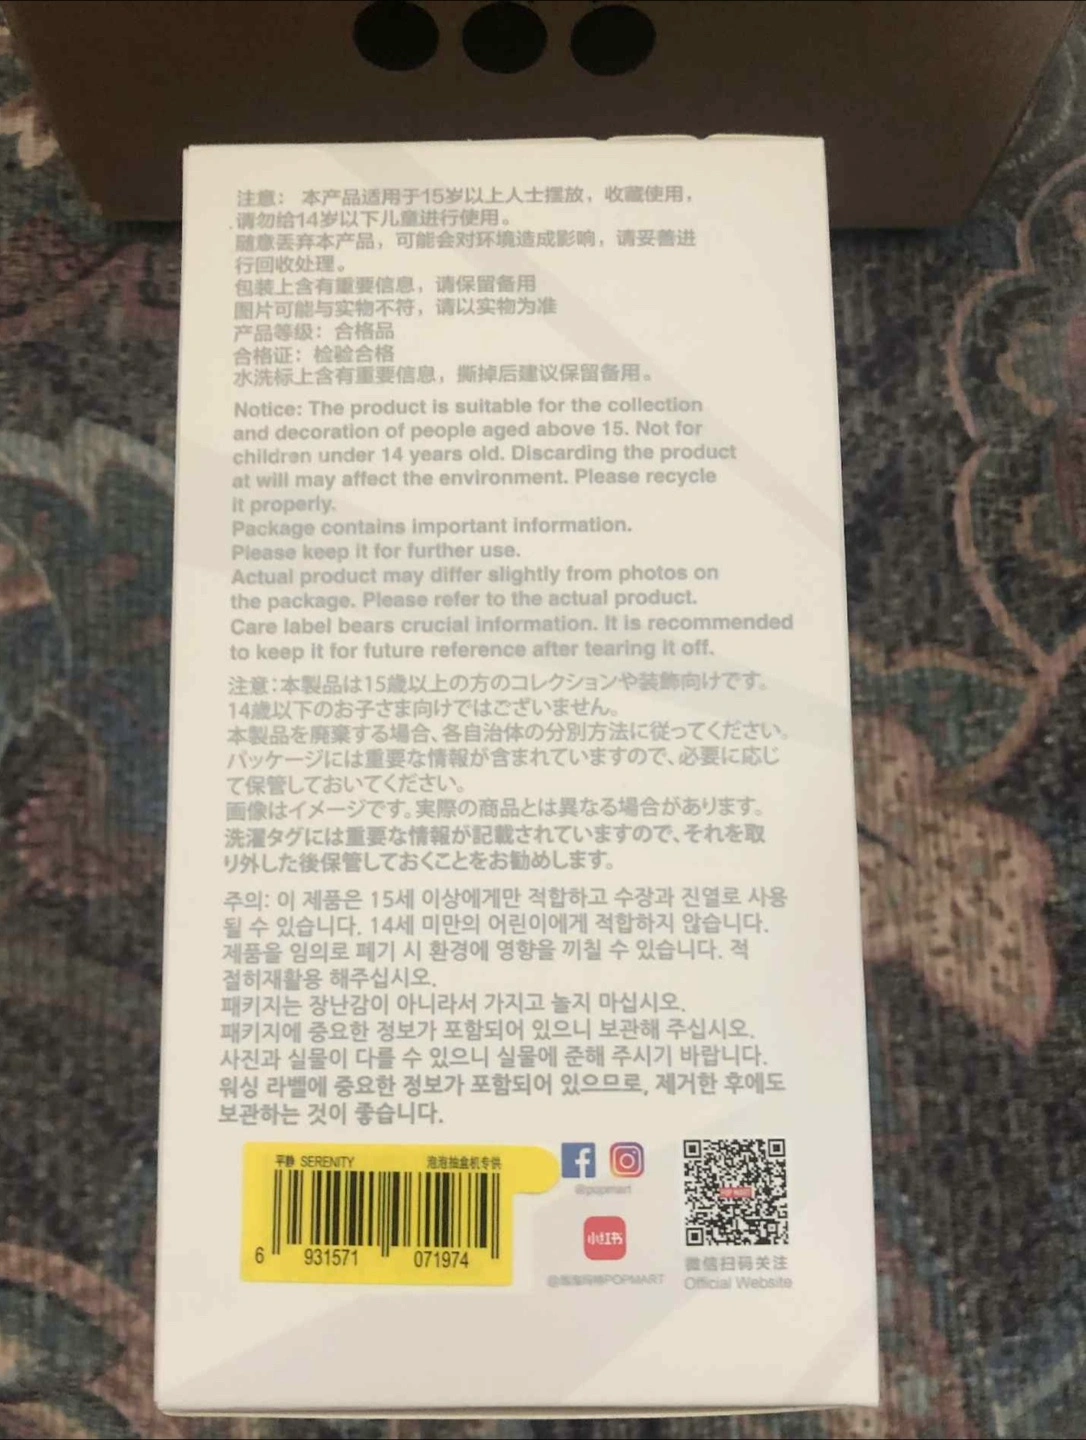 注意： 本产品适用于15岁以上人士摆放，收藏使用，
请勿给14岁以下儿童进行使用。
随意丢弃本产品，可能会对环境造成影响，请妥善进
行回收处理。
包装上含有重要信息，请保留备用
图片可能与实物不符，请以实物为准
产品等级：合格品
合格证：检验合格
水洗标上含有重要信息，撕掉后建议保留备用。
Notice: The product is suitable for the collection
and decoration of people aged above 15. Not for
children under 14 years old. Discarding the product
at will may affect the environment. Please recycle
it properly.
Package contains important information.
Please keep it for further use.
Actual product may differ slightly from photos on
the package. Please refer to the actual product.
Care label bears crucial information. It is recommended
to keep it for future reference after tearing it off.
注意：本製品は15歳以上の方のコレクションや装飾向けです。
14歳以下のお子さま向けではございません。
本製品を廃棄する場合、各自治体の分別方法に従ってください。
パッケージには重要な情報が含まれていますので、必要に応じ
て保管しておいてください。
画像はイメージです。実際の商品とは異なる場合があります。
洗濯タグには重要な情報が記載されていますので、それを取
り外した後保管しておくことをお勧めします。
주의: 이 제품은 15세 이상에게만 적합하고 수장과 진열로 사용
될 수 있습니다. 14세 미만의 어린이에게 적합하지 않습니다.
제품을 임의로 폐기 시 환경에 영향을 끼칠 수 있습니다. 적
절히재활용 해주십시오.
패키지는 장난감이 아니라서 가지고 놀지 마십시오.
패키지에 중요한 정보가 포함되어 있으니 보관해 주십시오.
사진과 실물이 다를 수 있으니 실물에 준해 주시기 바랍니다.
워싱 라벨에 중요한 정보가 포함되어 있으므로, 제거한 후에도
보관하는 것이 좋습니다.
平静 SERENITY 泡泡抽盒机专供
6 931571 071974
@popmart
小红书
POPMART
POP MART
微信扫码关注
Official Website